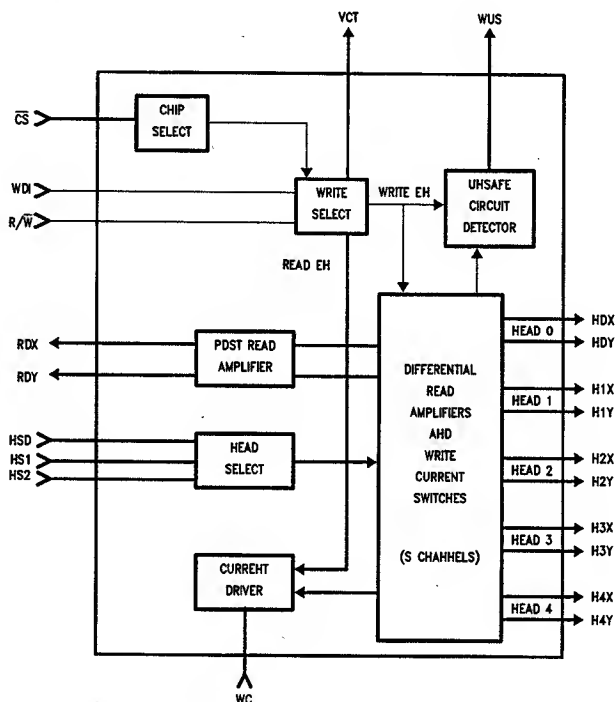 VCT
WUS
CS
CHIP
SELECT
WDI
R/W
WRITE
SELECT
WRITE EH
UHSAFE
CIRCUIT
DETECTOR
READ EH
RDX
RDY
PDST READ
AMPLIFIER
HSD
HS1
HS2
HEAD
SELECT
DIFFERENTIAL
READ
AMPLIFIERS
AHD
WRITE
CURRENT
SWITCHES
(S CHANNELS)
HDX
HEAD 0
HDY
H1X
HEAD 1
H1Y
H2X
HEAD 2
H2Y
H3X
HEAD 3
H3Y
H4X
HEAD 4
H4Y
CURREHT
DRIVER
WC